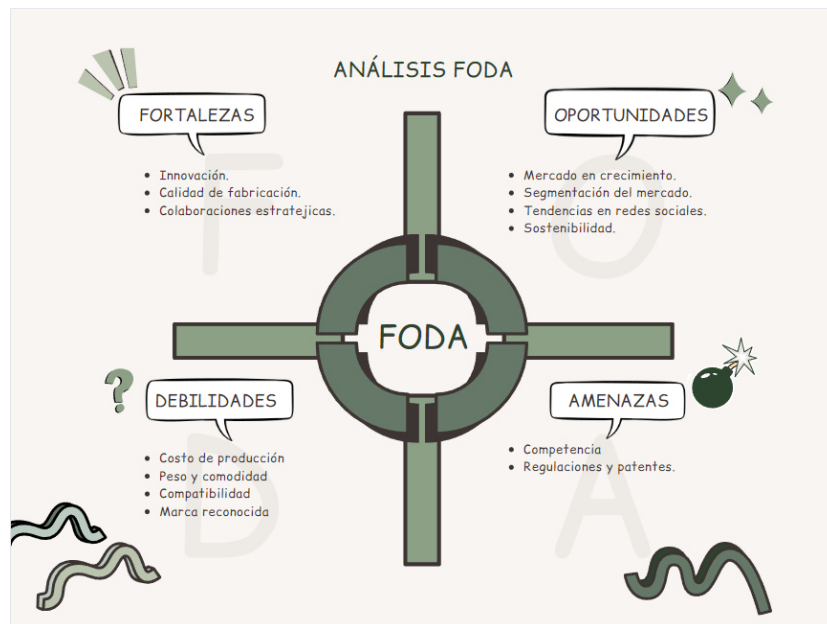 ANÁLISIS FODA
FORTALEZAS
Innovación.
Calidad de fabricación.
Colaboraciones estratejicas.
OPORTUNIDADES
Mercado en crecimiento.
Segmentación del mercado.
Tendencias en redes sociales.
Sostenibilidad.
F
O
FODA
?
DEBILIDADES
Costo de producción
Peso y comodidad
Compatibilidad
Marca reconocida
AMENAZAS
Competencia
Regulaciones y patentes.
D
A